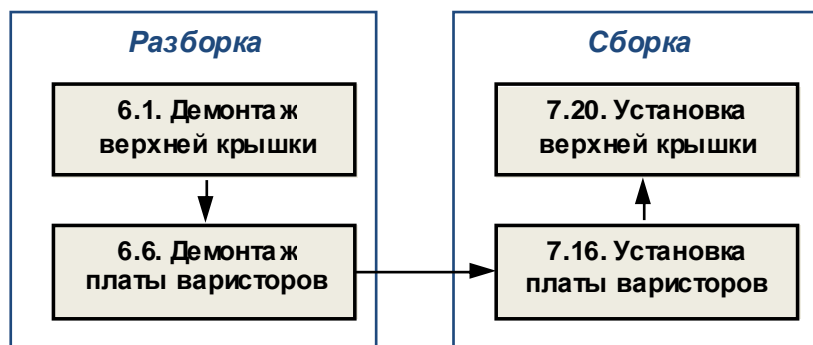 Разборка
6.1. Демонтаж
верхней крышки
6.6. Демонтаж
платы варисторов
Сборка
7.20. Установка
верхней крышки
7.16. Установка
платы варисторов